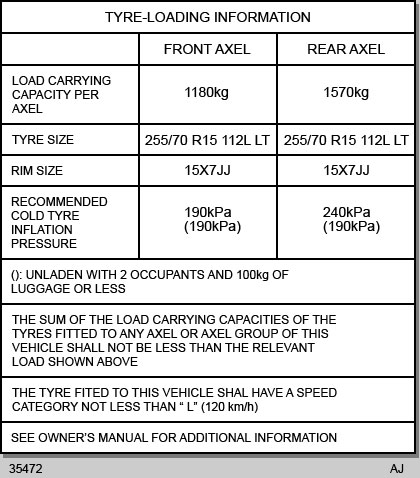 TYRE-LOADING INFORMATION
FRONT AXEL REAR AXEL
LOAD CARRYING
CAPACITY PER
AXEL
1180kg 1570kg
TYRE SIZE 255/70 R15 112L LT 255/70 R15 112L LT
RIM SIZE 15X7JJ 15X7JJ
RECOMMENDED
COLD TYRE
INFLATION
PRESSURE
190kPa 240kPa
(190kPa) (190kPa)
(): UNLADEN WITH 2 OCCUPANTS AND 100kg OF
LUGGAGE OR LESS
THE SUM OF THE LOAD CARRYING CAPACITIES OF THE
TYRES FITTED TO ANY AXEL OR AXEL GROUP OF THIS
VEHICLE SHALL NOT BE LESS THAN THE RELEVANT
LOAD SHOWN ABOVE
THE TYRE FITED TO THIS VEHICLE SHAL HAVE A SPEED
CATEGORY NOT LESS THAN “ L” (120 km/h)
SEE OWNER’S MANUAL FOR ADDITIONAL INFORMATION
35472 AJ